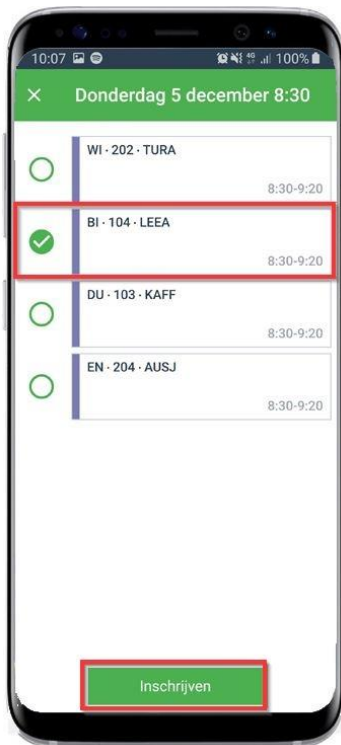 10:07 4G 100%
Donderdag 5 december 8:30
WI · 202 · TURA
8:30-9:20
BI · 104 · LEEA
8:30-9:20
DU · 103 · KAFF
8:30-9:20
EN · 204 · AUSJ
8:30-9:20
Inschrijven